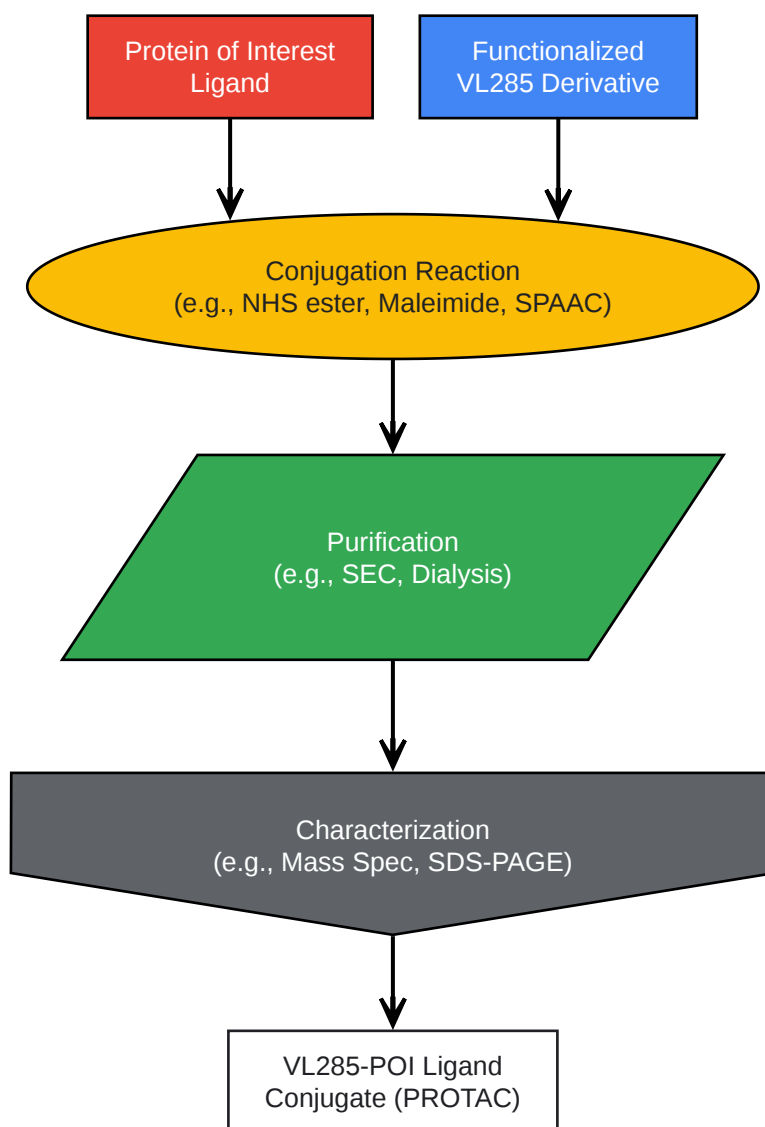 Protein of Interest
Ligand
Functionalized
VL285 Derivative
Conjugation Reaction
(e.g., NHS ester, Maleimide, SPAAC)
Purification
(e.g., SEC, Dialysis)
Characterization
(e.g., Mass Spec, SDS-PAGE)
VL285-POI Ligand
Conjugate (PROTAC)